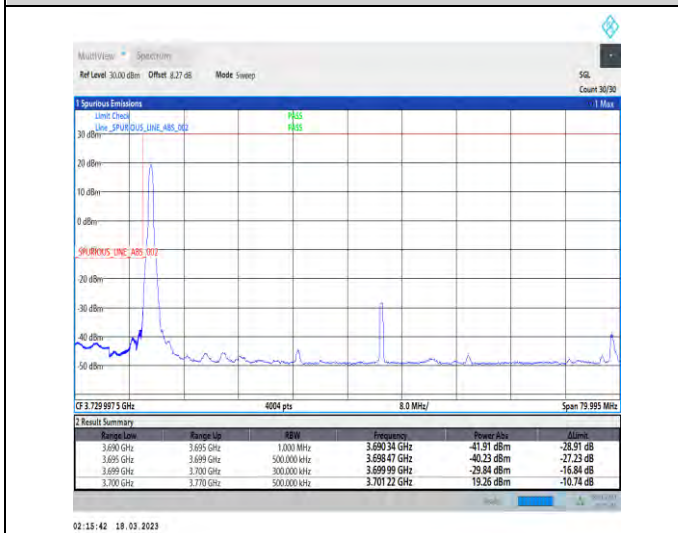 MultiView Spectrum
Ref Level 30.00 dBm Offset 8.27 dB Mode Sweep SGL
Count 30/30
1 Spurious Emissions 1 Max
Limit Check PASS
Line _SPURIOUS_LINE_ABS_002 PASS
30 dBm
20 dBm
10 dBm
0 dBm
_SPURIOUS_LINE_ABS_002
-20 dBm
-30 dBm
-40 dBm
-50 dBm
CF 3.729 997 5 GHz 4004 pts 8.0 MHz/ Span 79.995 MHz
2 Result Summary
Range Low Range Up RBW Frequency Power Abs ΔLimit
3.690 GHz 3.695 GHz 1.000 MHz 3.690 34 GHz -41.91 dBm -28.91 dB
3.695 GHz 3.699 GHz 500.000 kHz 3.698 47 GHz -40.23 dBm -27.23 dB
3.699 GHz 3.700 GHz 300.000 kHz 3.699 99 GHz -29.84 dBm -16.84 dB
3.700 GHz 3.770 GHz 500.000 kHz 3.701 22 GHz 19.26 dBm -10.74 dB
02:15:42 18.03.2023